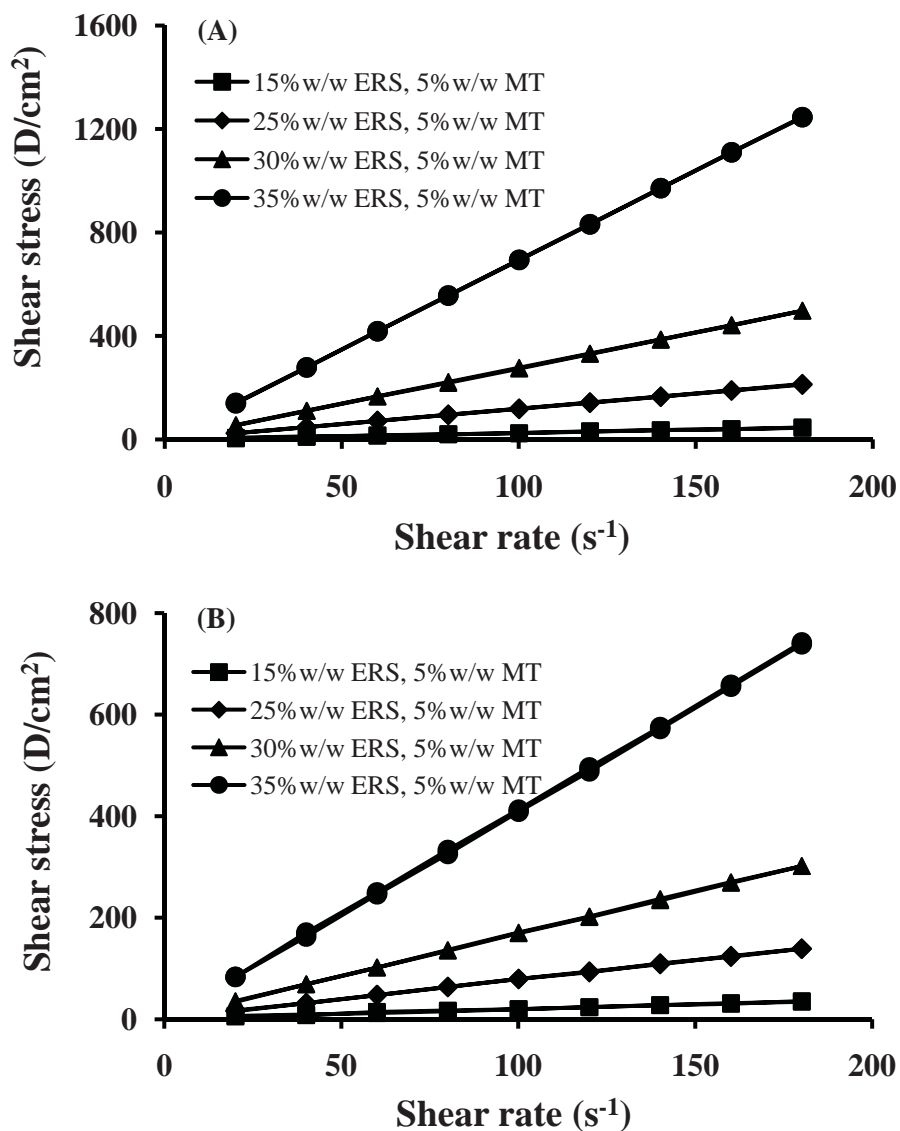 (A)
1600
15%w/w ERS, 5%w/w MT
25%w/w ERS, 5%w/w MT
30%w/w ERS, 5%w/w MT
35%w/w ERS, 5%w/w MT
1200
800
400
0
Shear stress (D/cm²)
0 50 100 150 200
Shear rate (s⁻¹)
(B)
800
15%w/w ERS, 5%w/w MT
25%w/w ERS, 5%w/w MT
30%w/w ERS, 5%w/w MT
35%w/w ERS, 5%w/w MT
600
400
200
0
Shear stress (D/cm²)
0 50 100 150 200
Shear rate (s⁻¹)